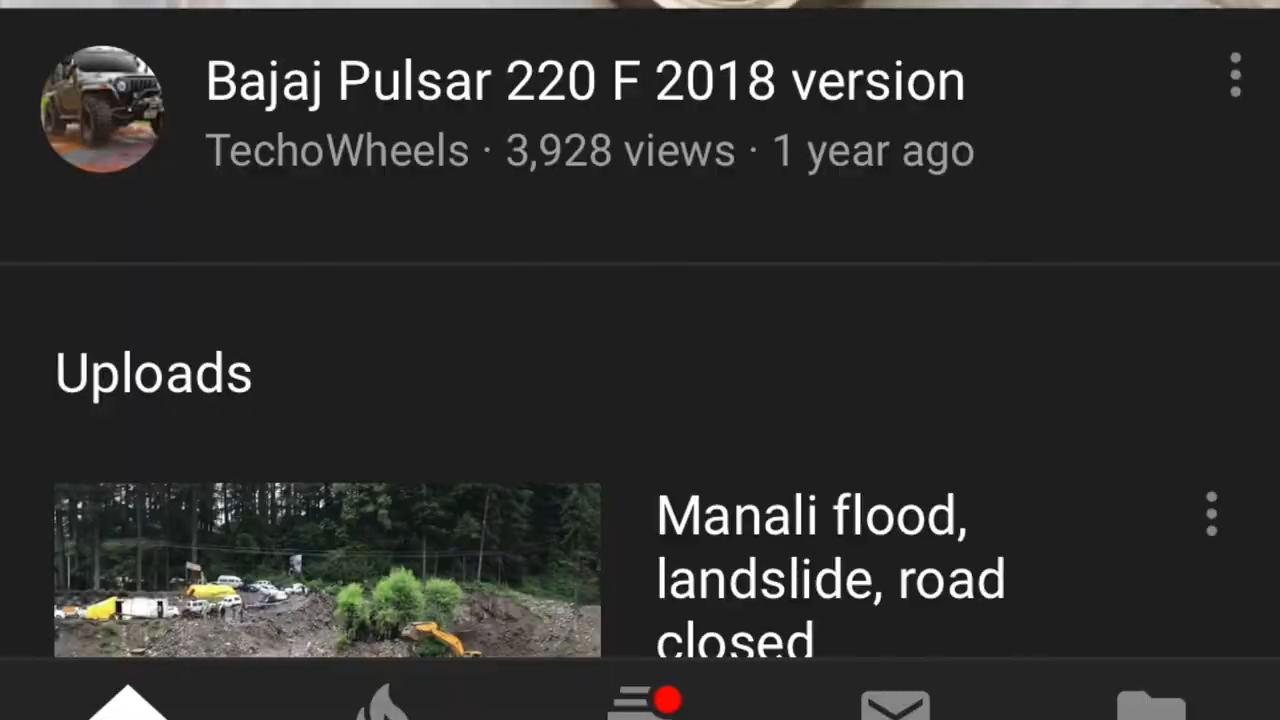 Bajaj Pulsar 220 F 2018 version
TechoWheels · 3,928 views · 1 year ago
Uploads
Manali flood,
landslide, road
closed